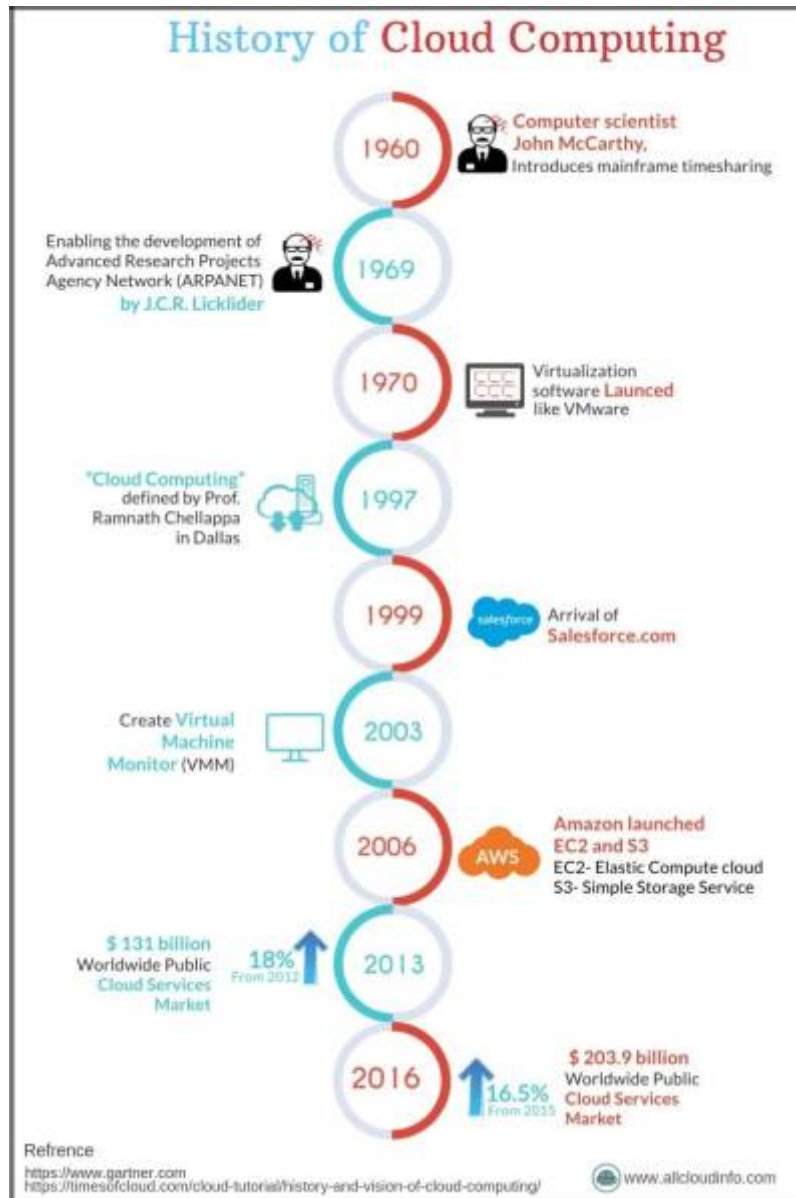 History of Cloud Computing
1960
Computer scientist
John McCarthy,
Introduces mainframe timesharing
Enabling the development of
Advanced Research Projects
Agency Network (ARPANET)
by J.C.R. Licklider
1969
1970
Virtualization
software Launced
like VMware
"Cloud Computing"
defined by Prof.
Ramnath Chellappa
in Dallas
1997
1999
salesforce
Arrival of
Salesforce.com
Create Virtual
Machine
Monitor (VMM)
2003
2006
AWS
Amazon launched
EC2 and S3
EC2- Elastic Compute cloud
S3- Simple Storage Service
$ 131 billion
Worldwide Public
Cloud Services
Market
18%
From 2012
2013
2016
16.5%
From 2015
$ 203.9 billion
Worldwide Public
Cloud Services
Market
Refrence
https://www.gartner.com
https://timesofcloud.com/cloud-tutorial/history-and-vision-of-cloud-computing/
www.allcloudinfo.com